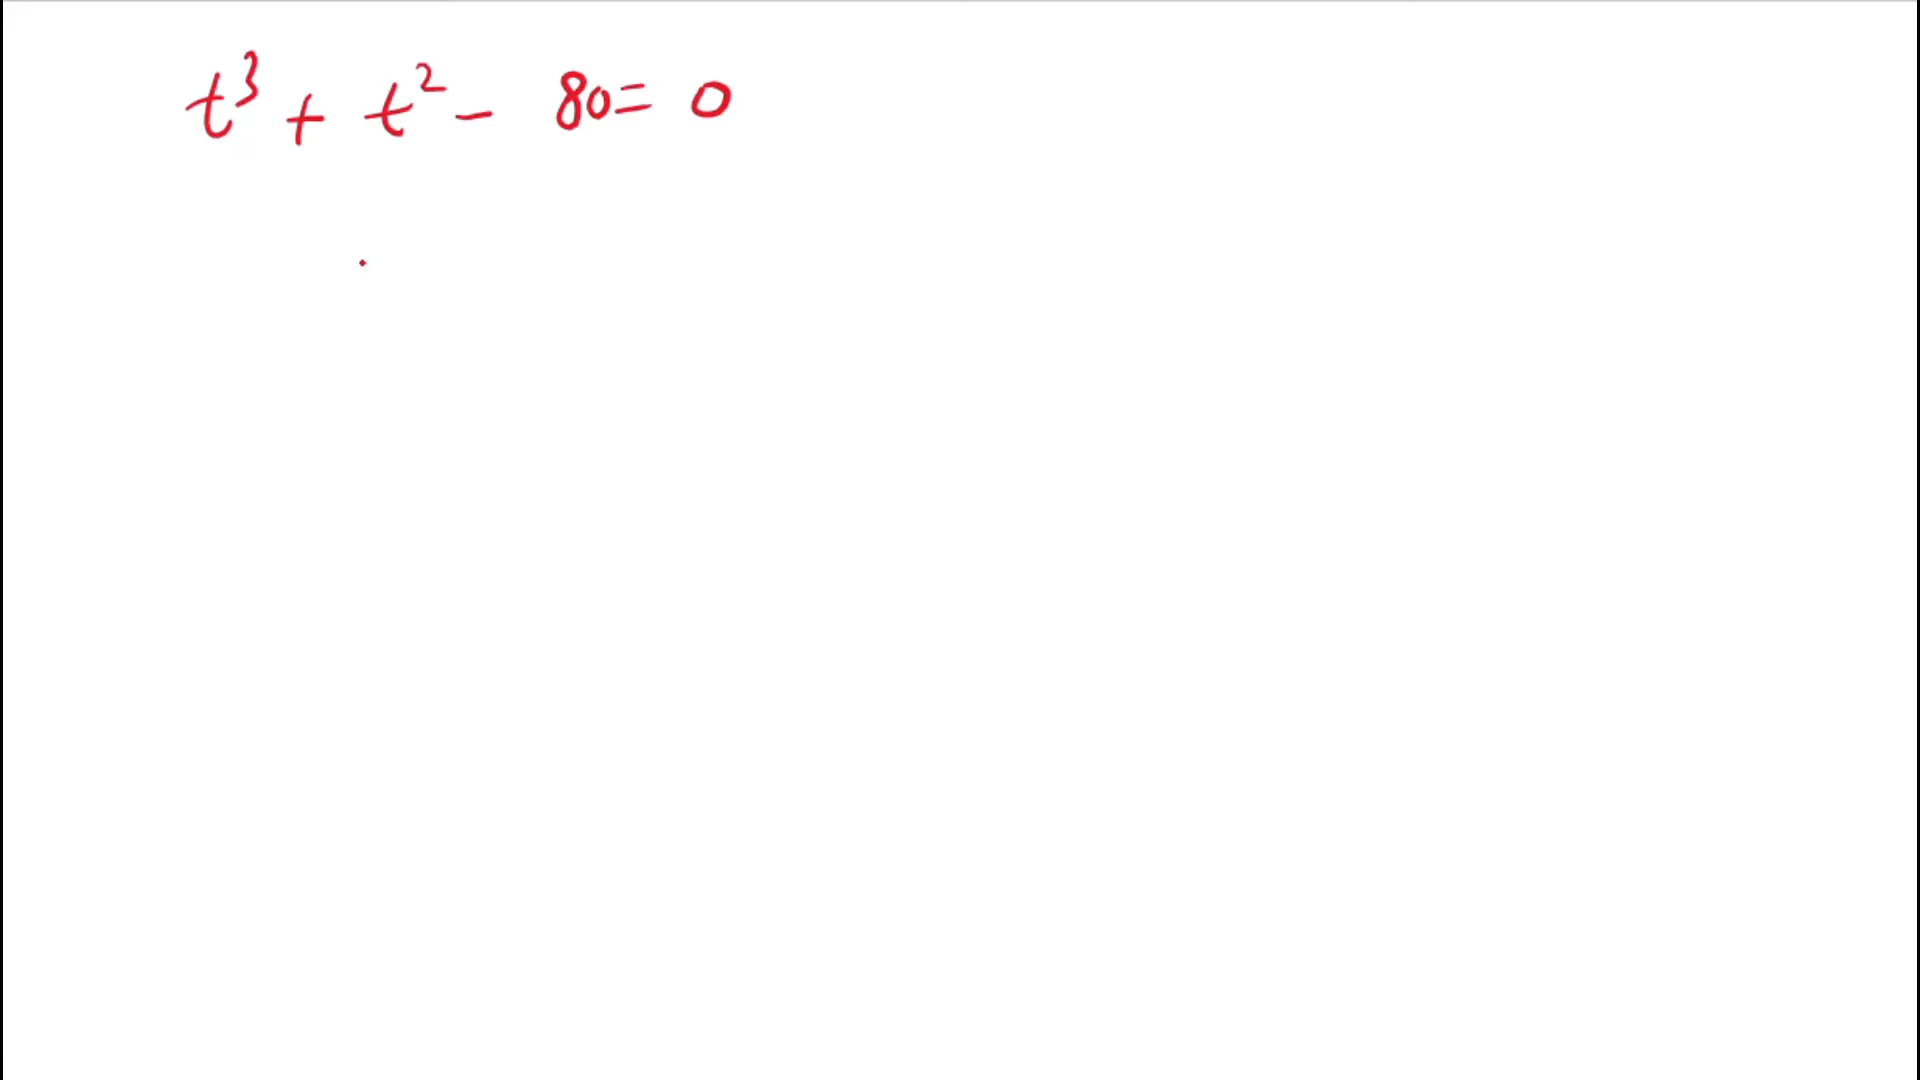 t³ + t² - 80 = 0